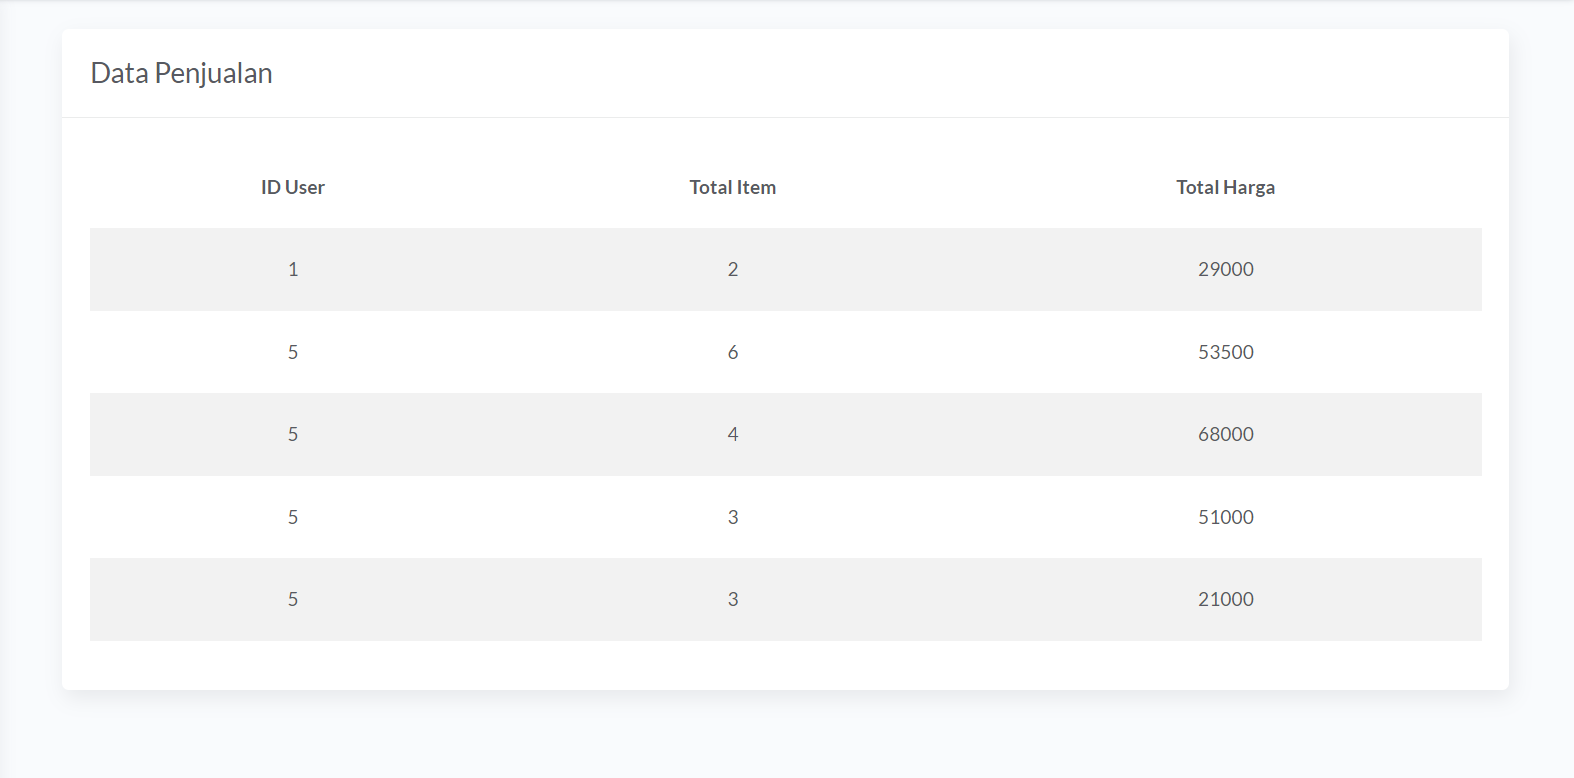 Data Penjualan
ID User Total Item Total Harga
1 2 29000
5 6 53500
5 4 68000
5 3 51000
5 3 21000